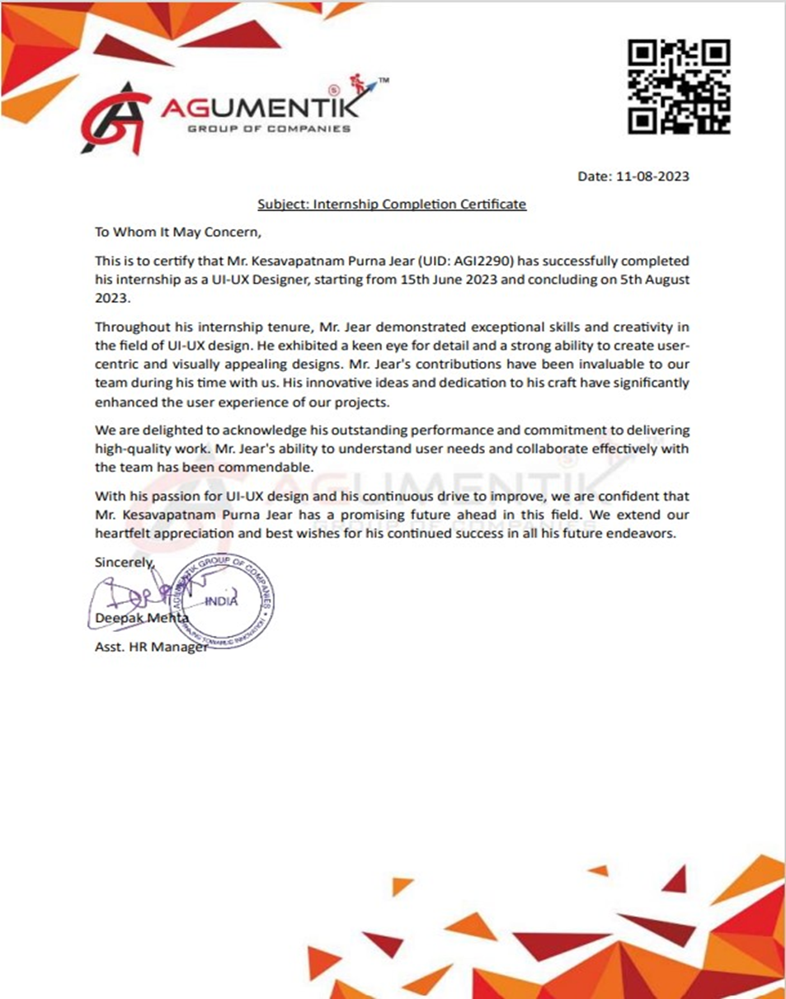 AGUMENTIK
GROUP OF COMPANIES
TM
Date: 11-08-2023
Subject: Internship Completion Certificate
To Whom It May Concern,
This is to certify that Mr. Kesavapatnam Purna Jear (UID: AGI2290) has successfully completed
his internship as a UI-UX Designer, starting from 15th June 2023 and concluding on 5th August
2023.
Throughout his internship tenure, Mr. Jear demonstrated exceptional skills and creativity in
the field of UI-UX design. He exhibited a keen eye for detail and a strong ability to create user-
centric and visually appealing designs. Mr. Jear's contributions have been invaluable to our
team during his time with us. His innovative ideas and dedication to his craft have significantly
enhanced the user experience of our projects.
We are delighted to acknowledge his outstanding performance and commitment to delivering
high-quality work. Mr. Jear's ability to understand user needs and collaborate effectively with
the team has been commendable.
With his passion for UI-UX design and his continuous drive to improve, we are confident that
Mr. Kesavapatnam Purna Jear has a promising future ahead in this field. We extend our
heartfelt appreciation and best wishes for his continued success in all his future endeavors.
AGUMENTIK
GROUP OF COMPANIES
Sincerely,
AGUMENTIK GROUP OF COMPANIES
INDIA
Deepak Mehta
Asst. HR Manager